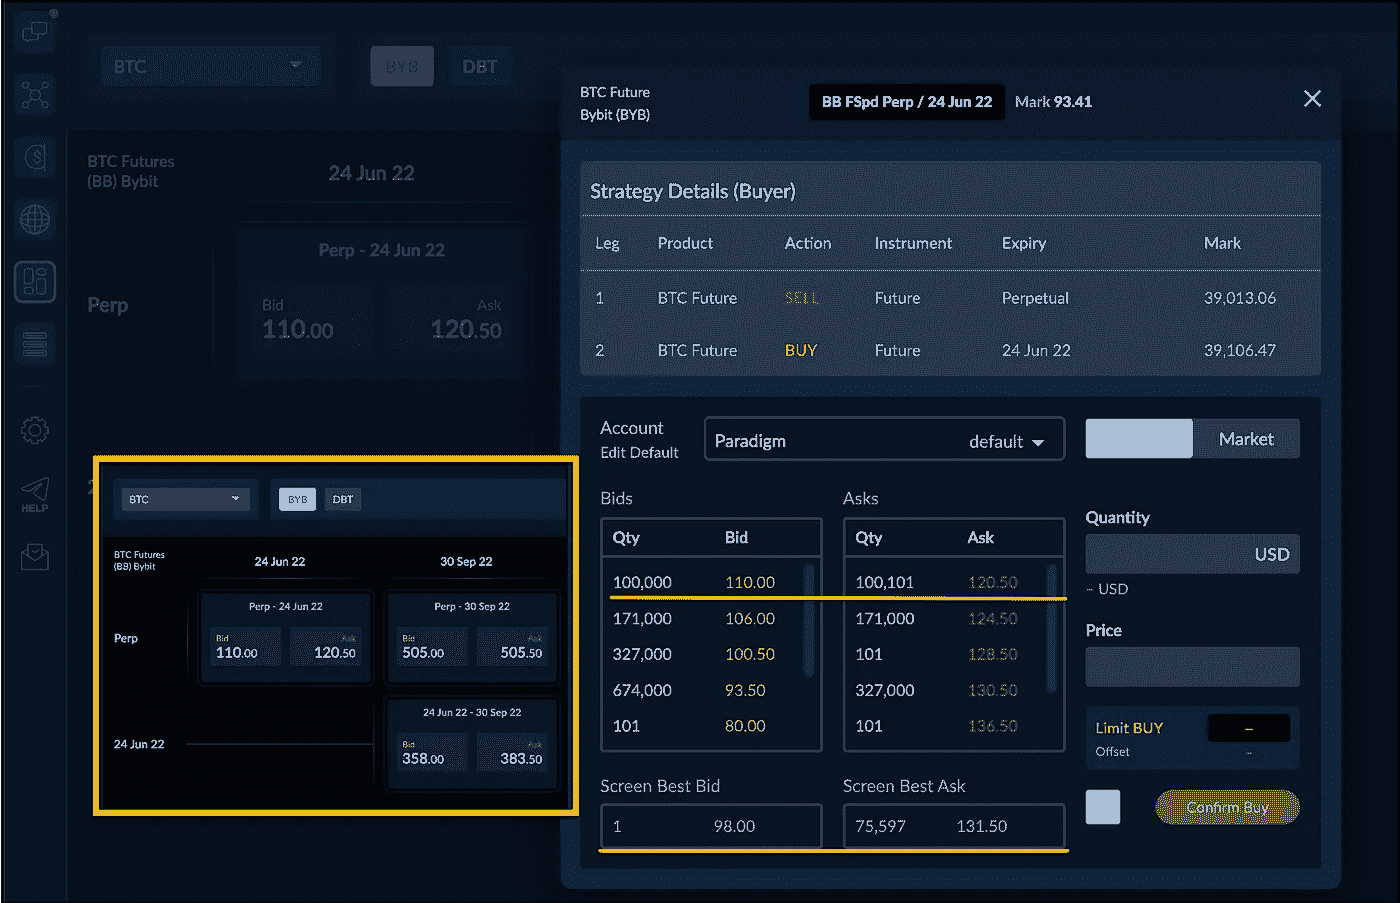 BTC
BYB
DBT
BTC Futures
(BB) Bybit
24 Jun 22
Perp - 24 Jun 22
Perp
Bid Ask
110.00 120.50
HELP
BTC
BYB DBT
BTC Futures
(BB) Bybit
24 Jun 22 30 Sep 22
Perp - 24 Jun 22 Perp - 30 Sep 22
Perp
Bid Ask Bid Ask
110.00 120.50 505.00 505.50
24 Jun 22 - 30 Sep 22
24 Jun 22
Bid Ask
358.00 383.50
BTC Future
Bybit (BYB)
BB FSpd Perp / 24 Jun 22 Mark 93.41
Strategy Details (Buyer)
Leg Product Action Instrument Expiry Mark
1 BTC Future SELL Future Perpetual 39,013.06
2 BTC Future BUY Future 24 Jun 22 39,106.47
Account
Edit Default
Paradigm default
Market
Bids Asks
Qty Bid Qty Ask
100,000 110.00 100,101 120.50
171,000 106.00 171,000 124.50
327,000 100.50 101 128.50
674,000 93.50 327,000 130.50
101 80.00 101 136.50
Screen Best Bid Screen Best Ask
1 98.00 75,597 131.50
Quantity
USD
- USD
Price
Limit BUY -
Offset -
Confirm Buy